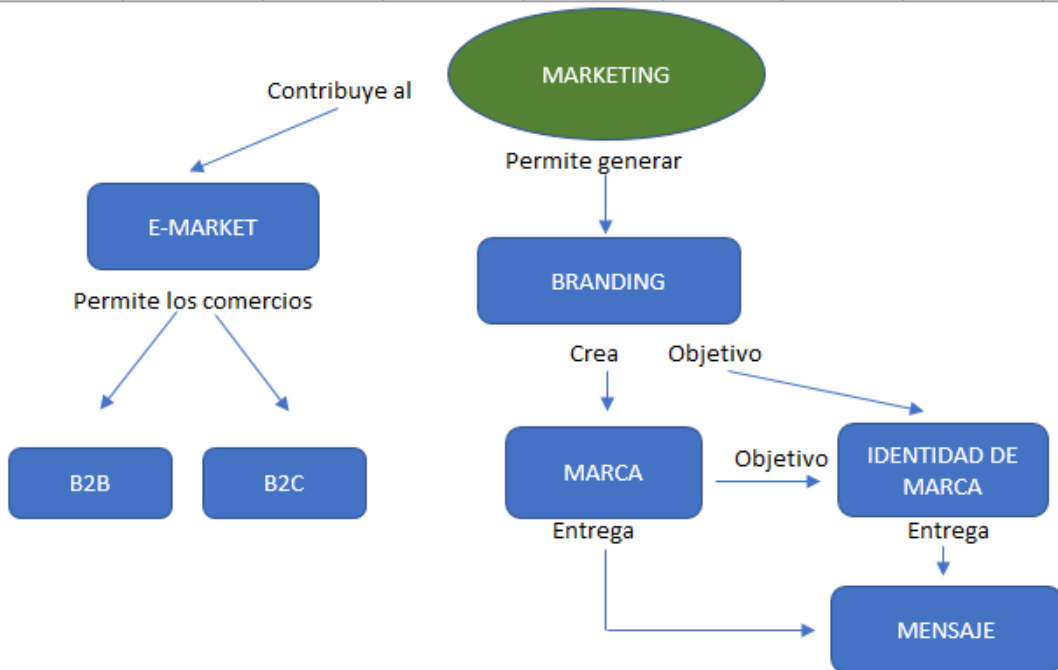 MARKETING
Contribuye al
Permite generar
E-MARKET
BRANDING
Permite los comercios
Crea
Objetivo
B2B
B2C
MARCA
Objetivo
IDENTIDAD DE
MARCA
Entrega
Entrega
MENSAJE